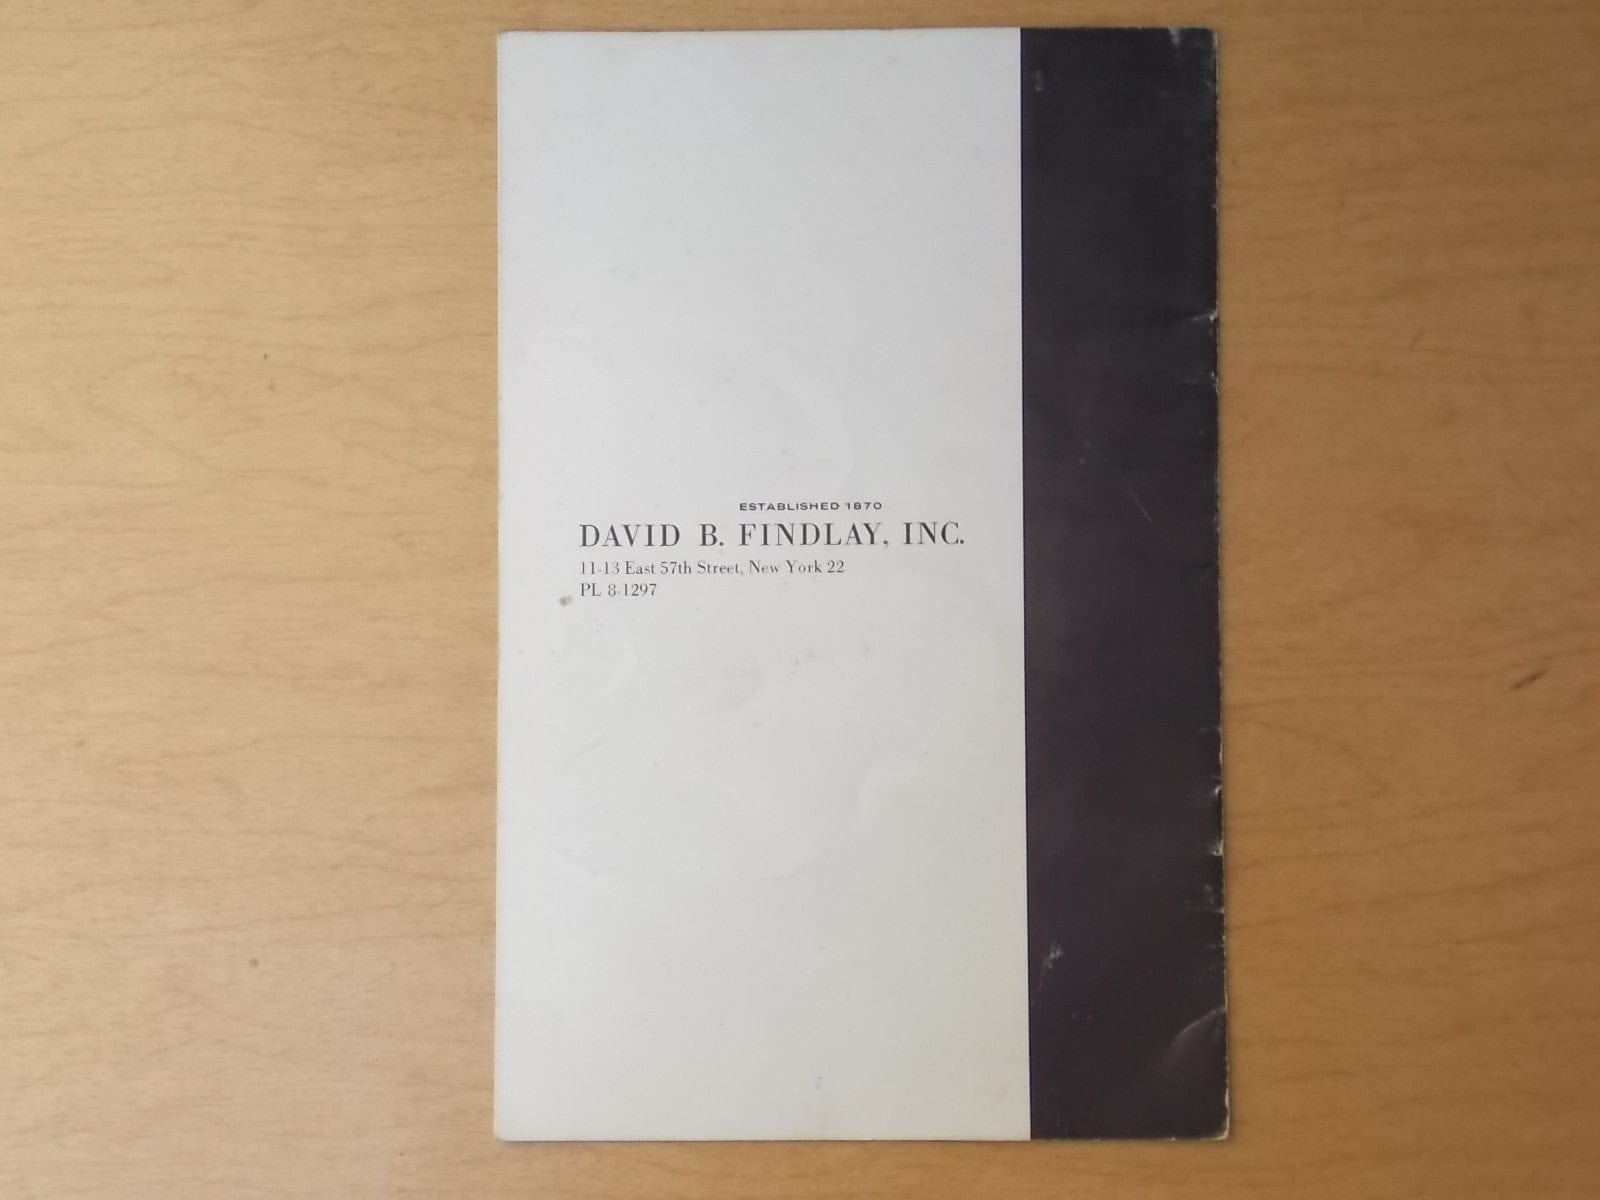 ESTABLISHED 1870
DAVID B. FINDLAY, INC.
11-13 East 57th Street, New York 22
PL 8-1297